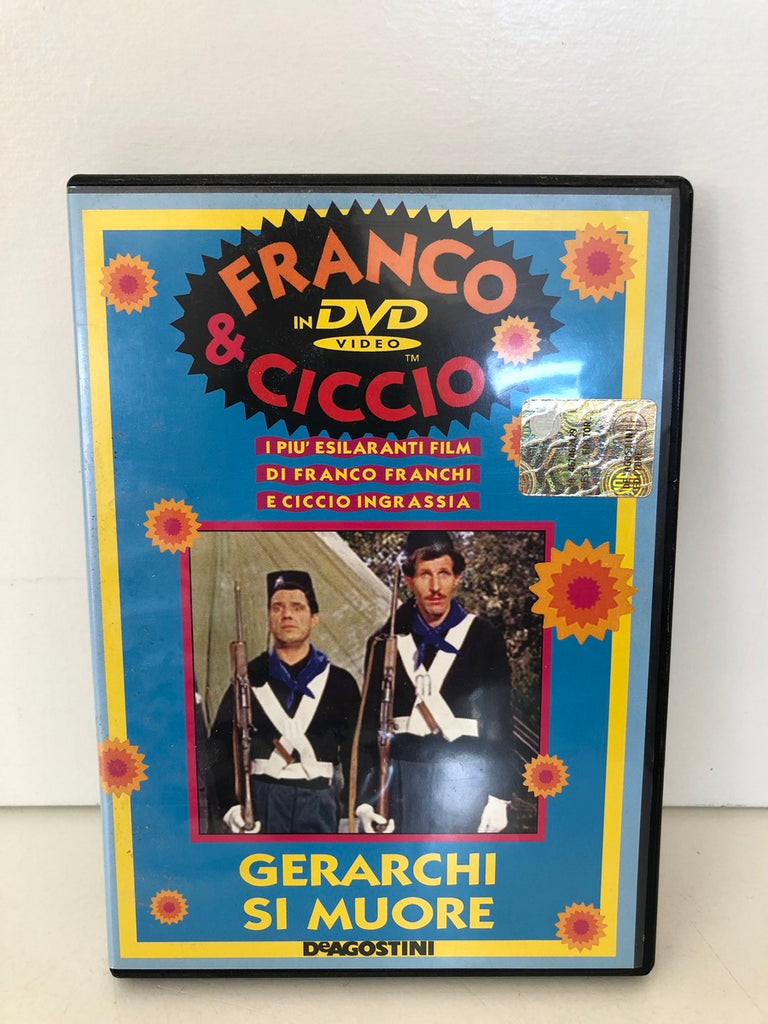 FRANCO
IN DVD
VIDEO
TM
& CICCIO
I PIU' ESILARANTI FILM
DI FRANCO FRANCHI
E CICCIO INGRASSIA
GERARCHI
SI MUORE
DeAGOSTINI